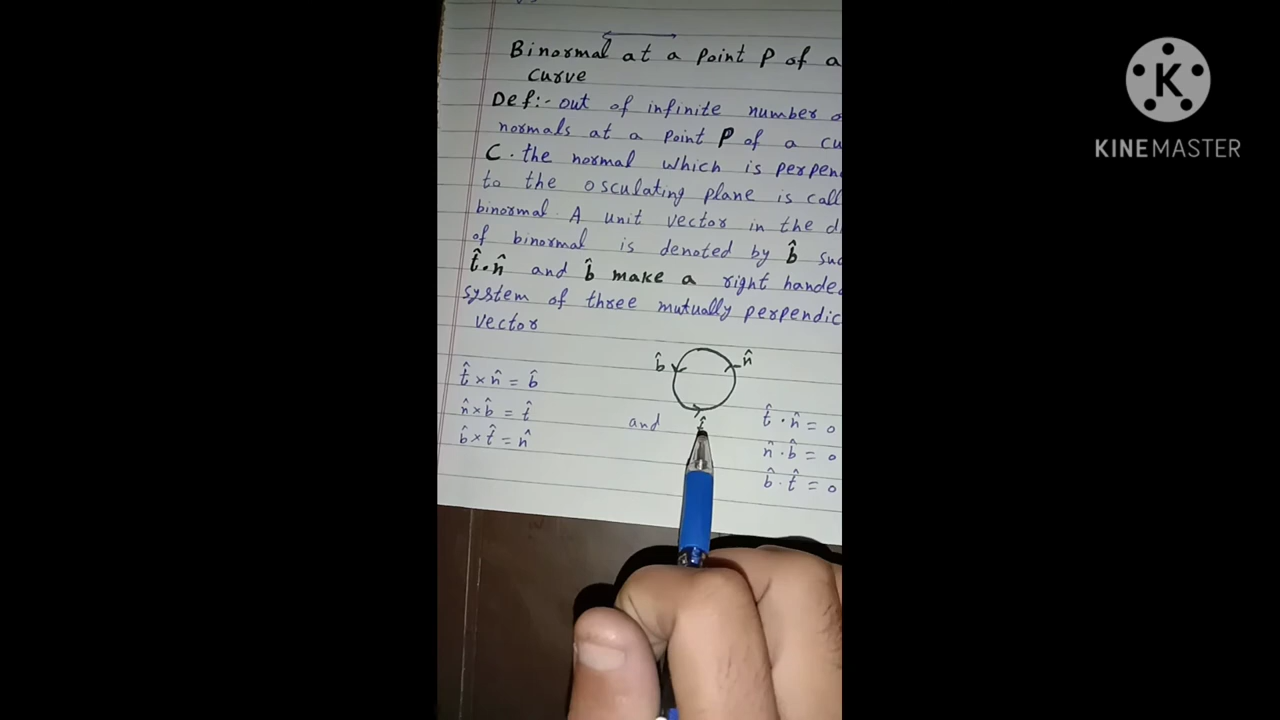 Binormal at a Point P of a
curve
Def:- out of infinite number
normals at a point P of a
C. the normal which is
to the osculating plane is
binormal. A unit vector in the
of binormal is denoted by b̂
t̂.n̂ and b̂ make a right
system of three mutually
vector
b̂ n̂
t̂ × n̂ = b̂
n̂ × b̂ = t̂
b̂ × t̂ = n̂
and t̂
t̂ · n̂ = 0
n̂ · b̂ = 0
b̂ · t̂ = 0
K
KINEMASTER